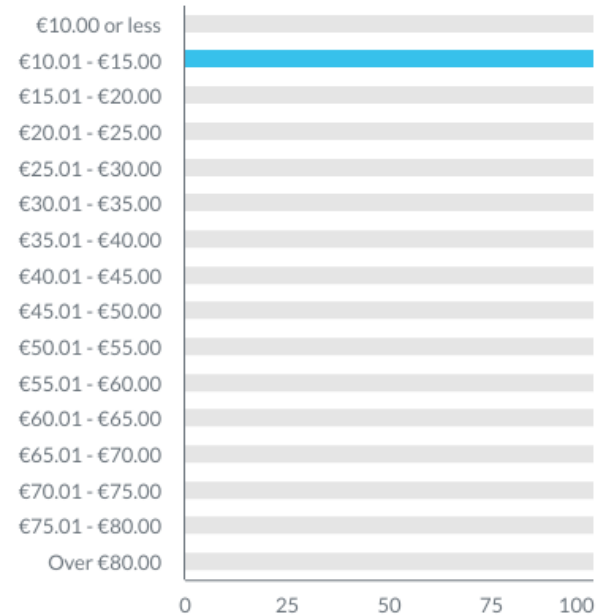 €10.00 or less
€10.01 - €15.00
€15.01 - €20.00
€20.01 - €25.00
€25.01 - €30.00
€30.01 - €35.00
€35.01 - €40.00
€40.01 - €45.00
€45.01 - €50.00
€50.01 - €55.00
€55.01 - €60.00
€60.01 - €65.00
€65.01 - €70.00
€70.01 - €75.00
€75.01 - €80.00
Over €80.00
0 25 50 75 100